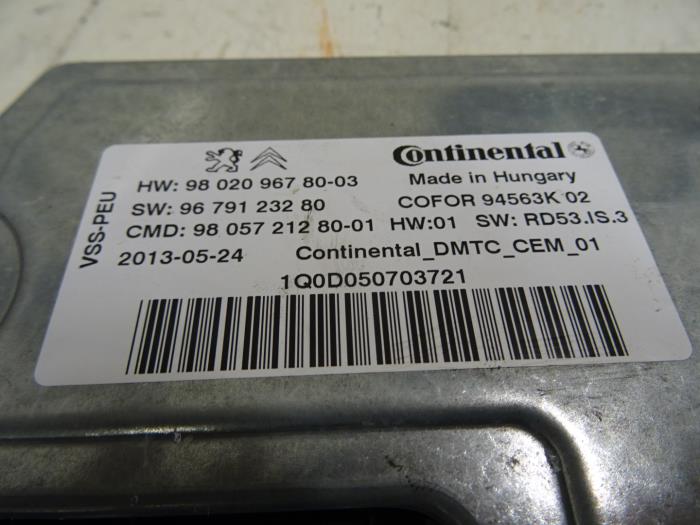 Continental
HW: 98 020 967 80-03
Made in Hungary
SW: 96 791 232 80
COFOR 94563K 02
CMD: 98 057 212 80-01 HW:01 SW: RD53.IS.3
2013-05-24 Continental_DMTC_CEM_01
1Q0D050703721
VSS-PEU